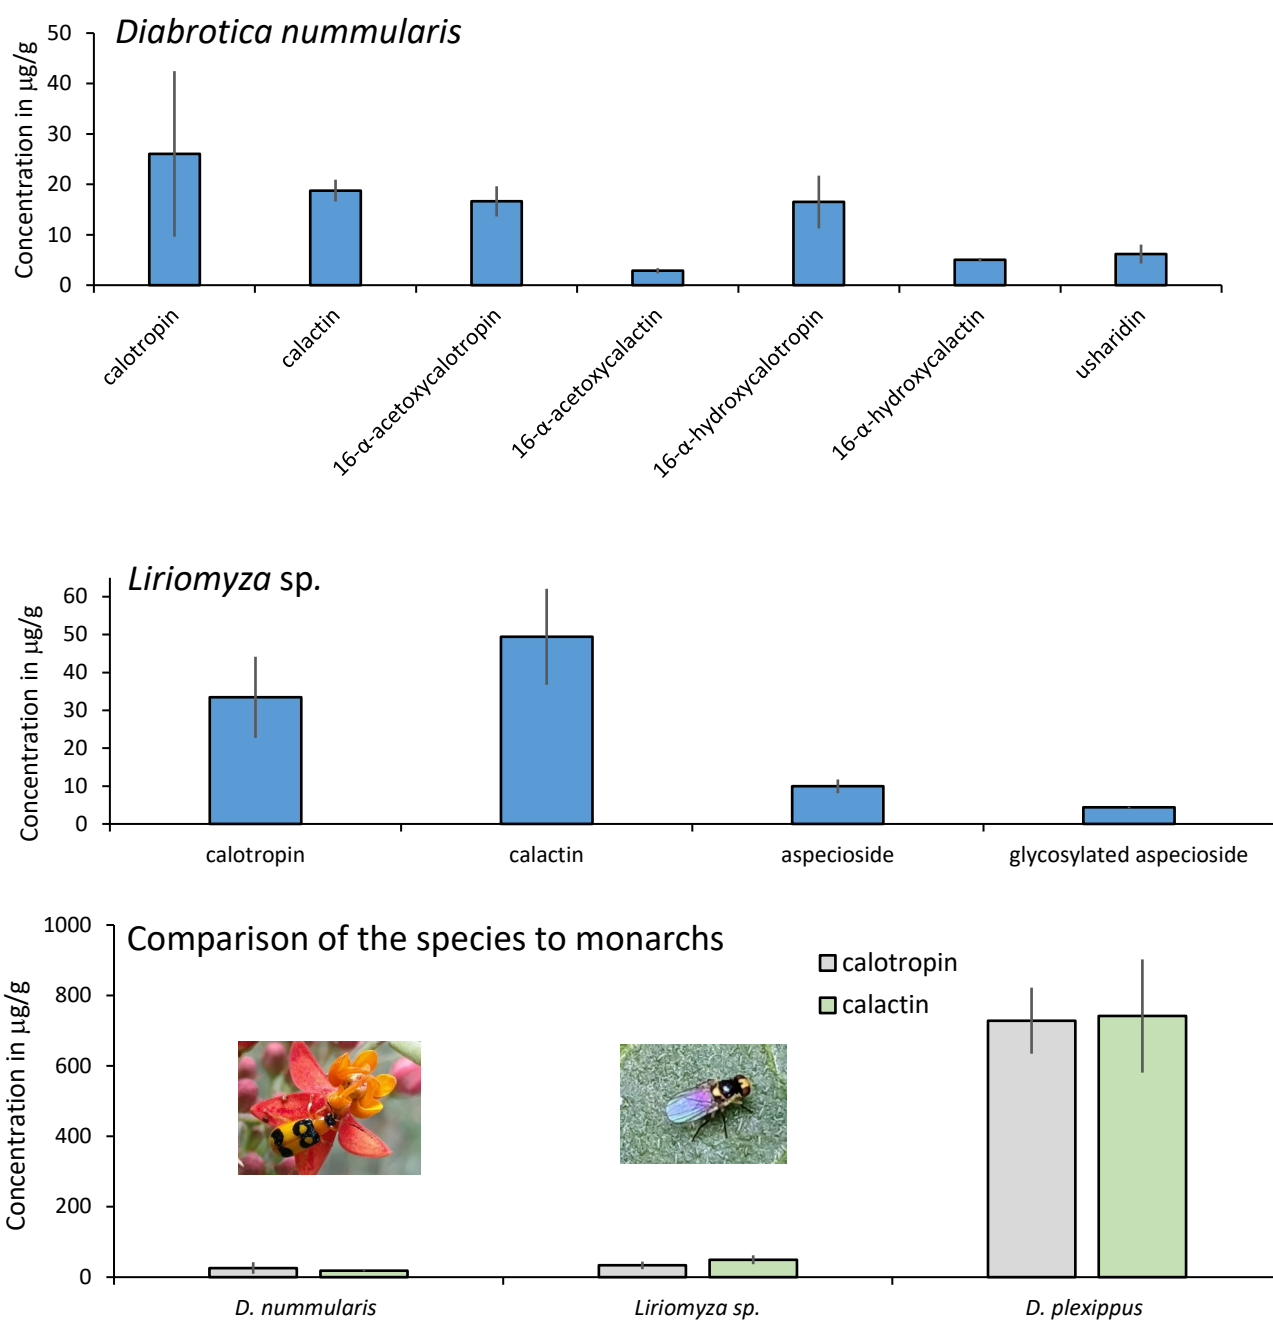 Diabrotica nummularis
Concentration in µg/g
50
40
30
20
10
0
calotropin
calactin
16-α-acetoxycalotropin
16-α-acetoxycalactin
16-α-hydroxycalotropin
16-α-hydroxycalactin
usharidin
Liriomyza sp.
Concentration in µg/g
60
50
40
30
20
10
0
calotropin
calactin
aspecioside
glycosylated aspecioside
Comparison of the species to monarchs
Concentration in µg/g
1000
800
600
400
200
0
calotropin
calactin
D. nummularis
Liriomyza sp.
D. plexippus